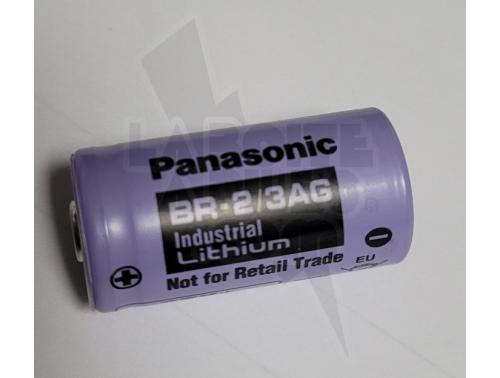 Panasonic
BR-2/3AG
Industrial
Lithium
Not for Retail Trade
EU